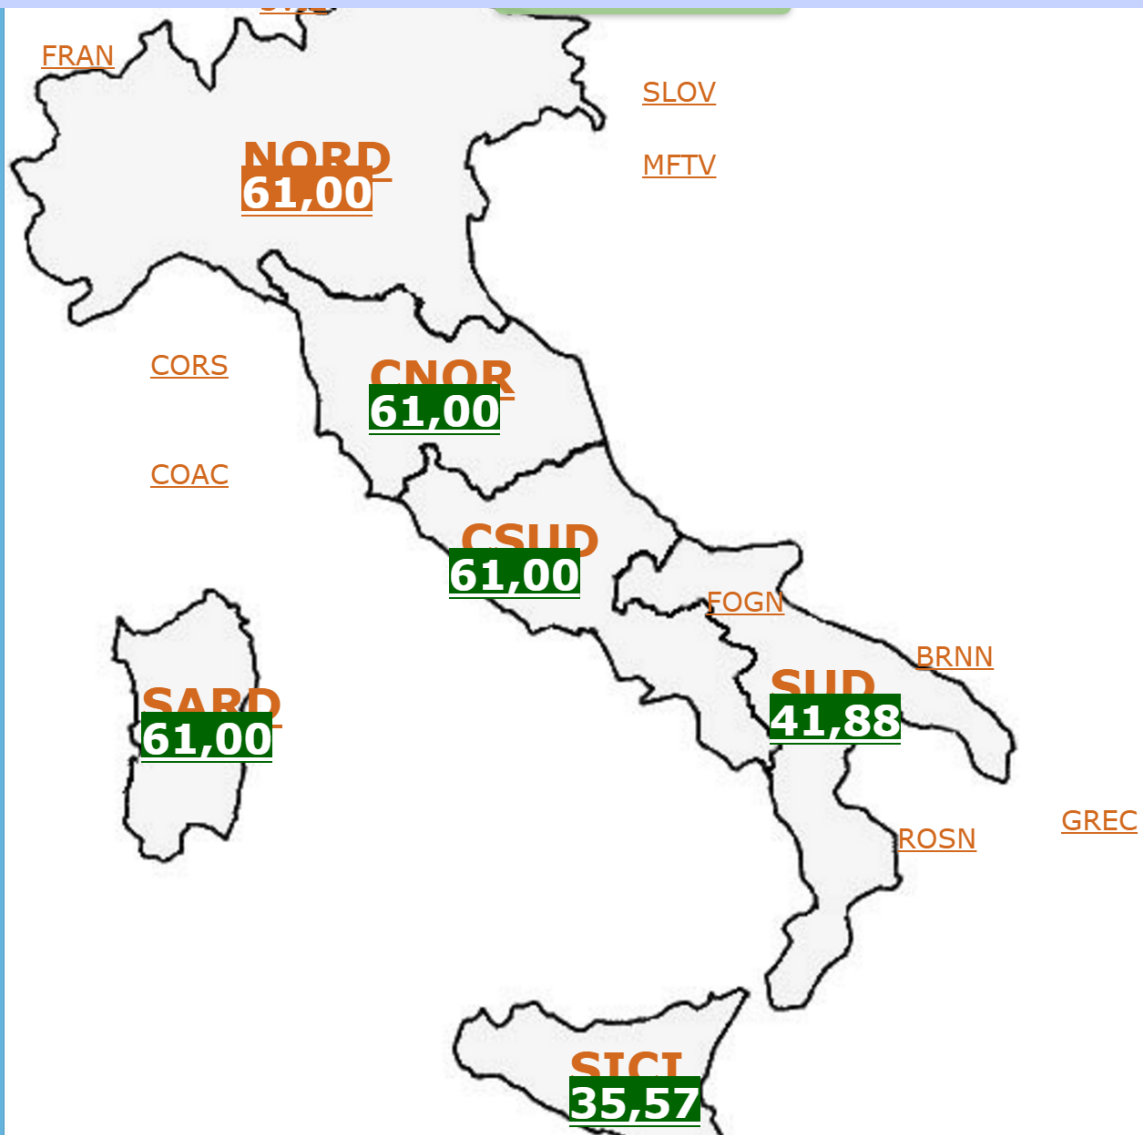 FRAN
SLOV
MFTV
NORD
61,00
CORS
CNOR
61,00
COAC
CSUD
61,00
FOGN
BRNN
SARD
61,00
SUD
41,88
GREC
ROSN
SICI
35,57